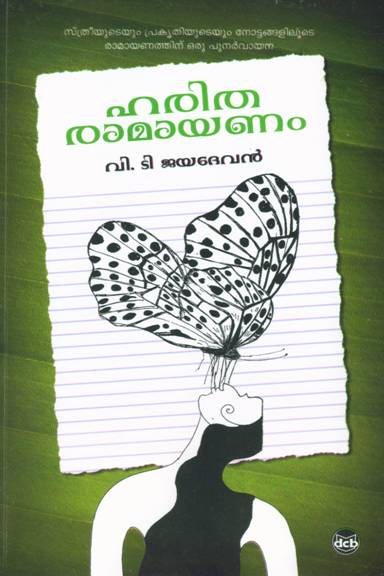 സ്ത്രീയുടെയും പ്രകൃതിയുടെയും നോട്ടങ്ങളിലൂടെ
രാമായണത്തിന് ഒരു പുനർവായന
ഹരിത
രാമായണം
വി. ടി ജയദേവൻ
dcb